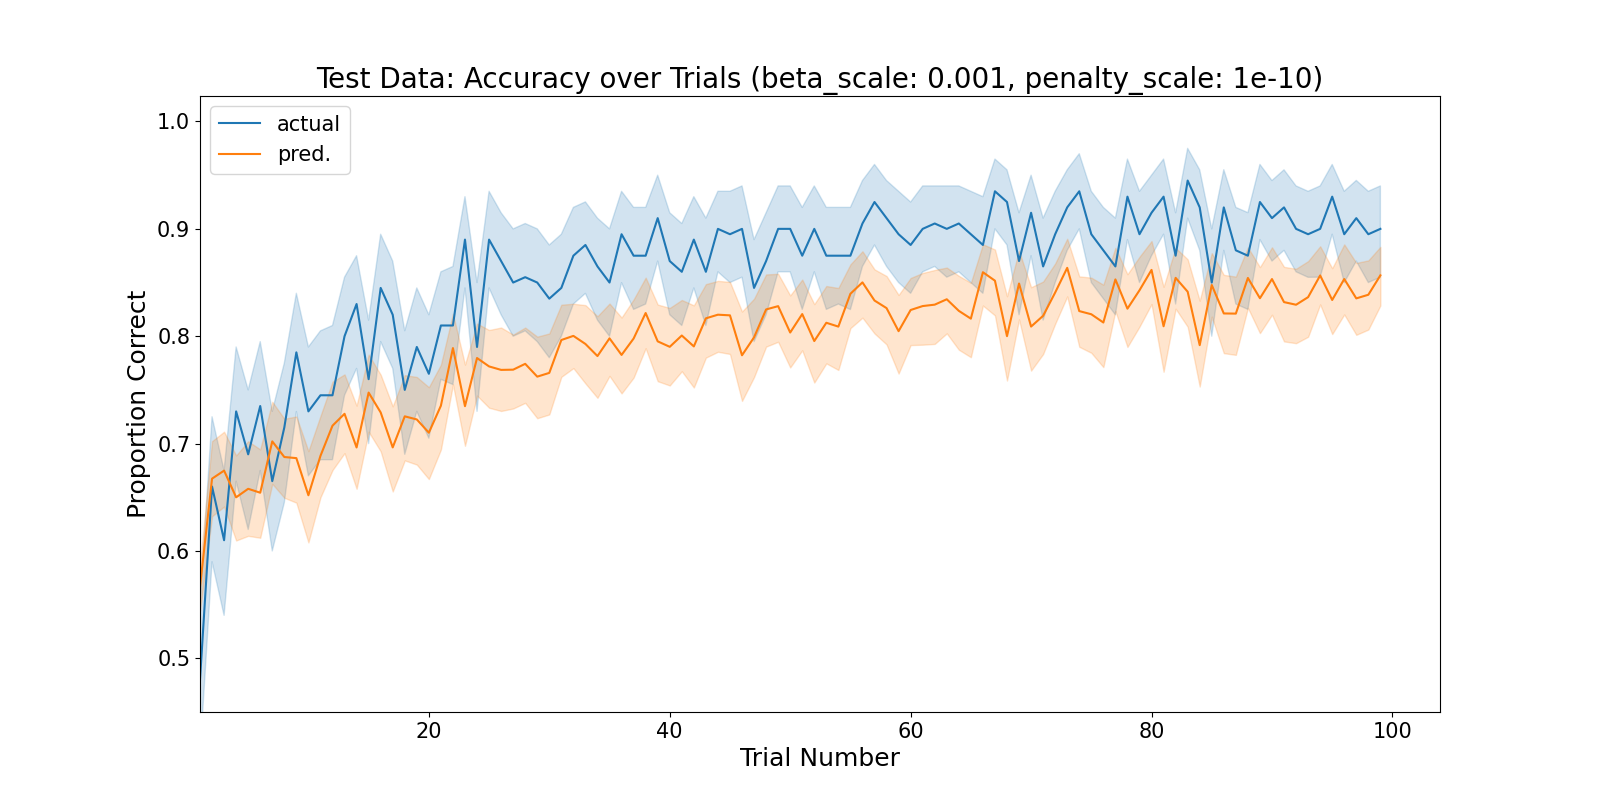 Test Data: Accuracy over Trials (beta_scale: 0.001, penalty_scale: 1e-10)
actual
pred.
1.0
0.9
0.8
0.7
0.6
0.5
Proportion Correct
20
40
60
80
100
Trial Number